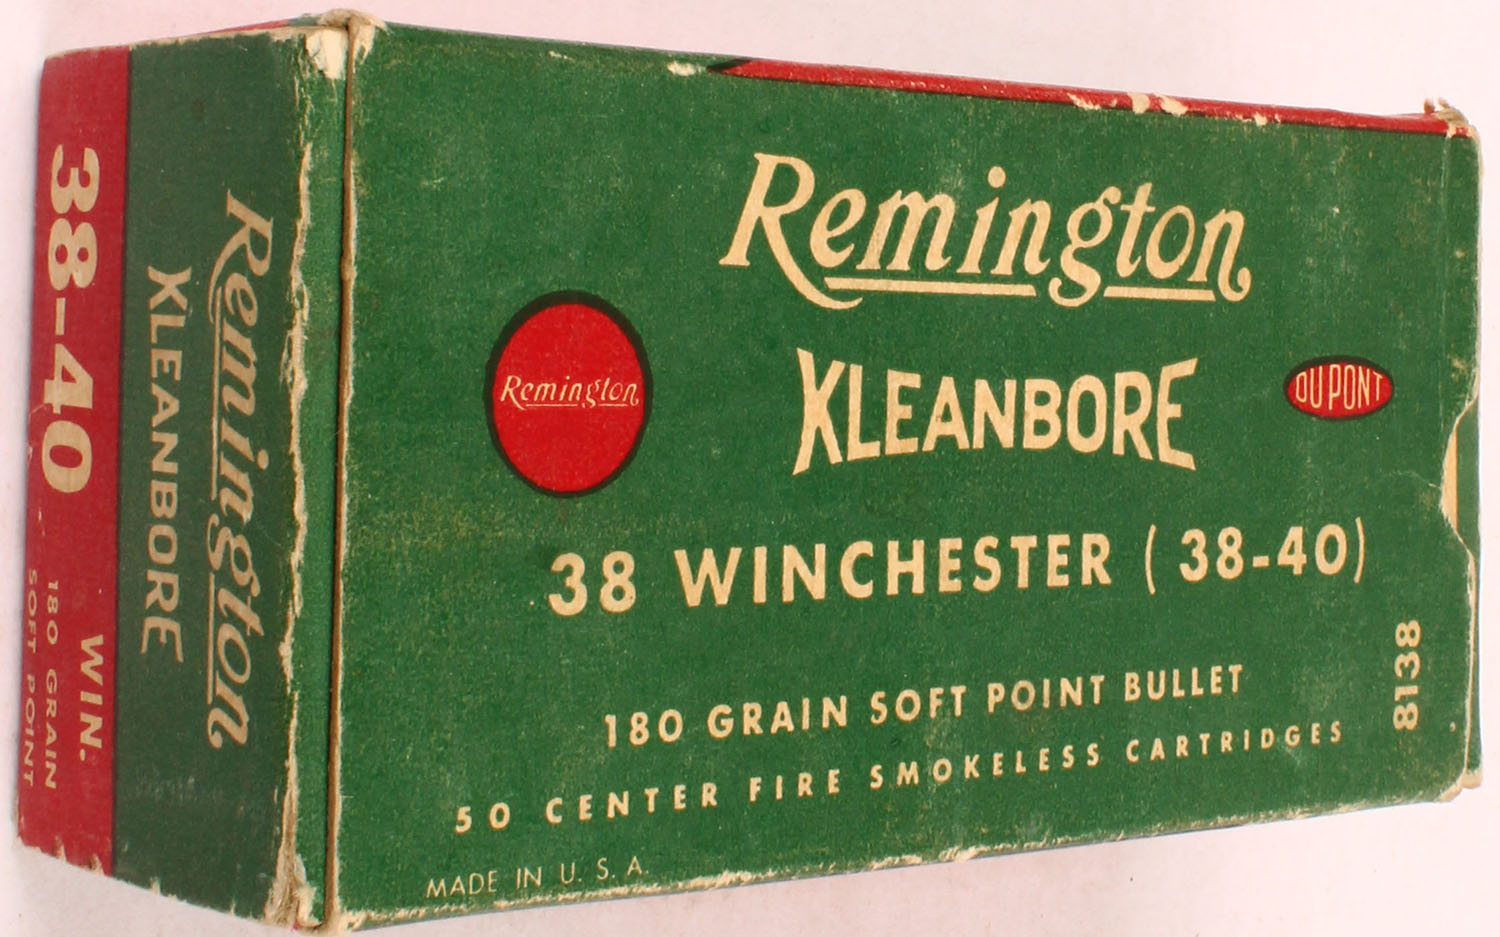 Remington
KLEANBORE
Remington
DU PONT
38 WINCHESTER (38-40)
180 GRAIN SOFT POINT BULLET
50 CENTER FIRE SMOKELESS CARTRIDGES
MADE IN U. S. A.
8138
Remington
KLEANBORE
38-40 WIN.
180 GRAIN
SOFT POINT